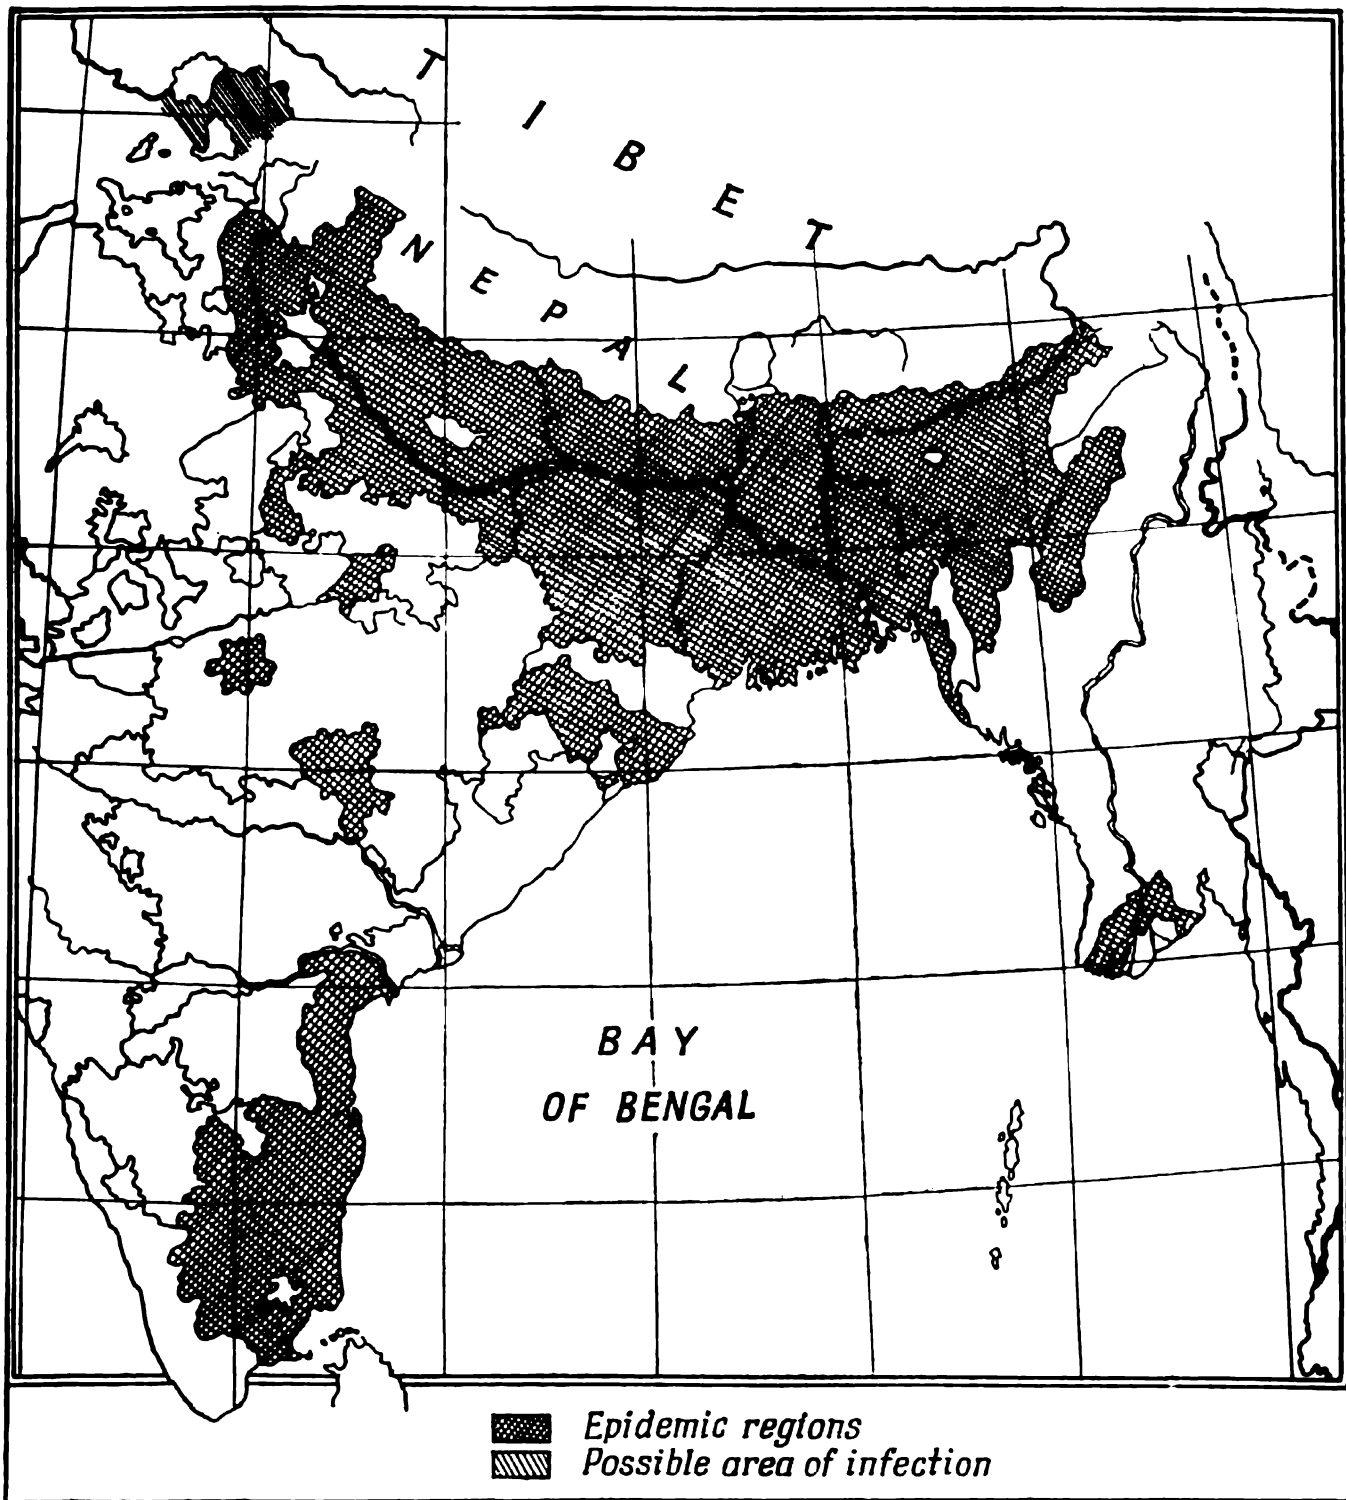 TIBET
NEPAL
BAY
OF BENGAL
Epidemic regions
Possible area of infection